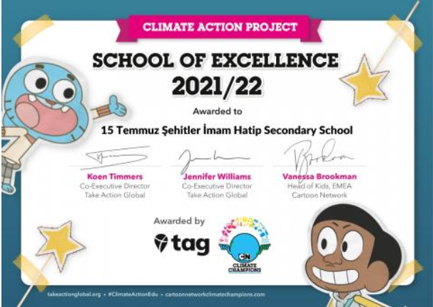 CLIMATE ACTION PROJECT
SCHOOL OF EXCELLENCE
2021/22
Awarded to
15 Temmuz Şehitler İmam Hatip Secondary School
Koen Timmers
Co-Executive Director
Take Action Global
Jennifer Williams
Co-Executive Director
Take Action Global
Vanessa Brookman
Head of Kids, EMEA
Cartoon Network
Awarded by
tag
CN
CLIMATE
CHAMPIONS
takeactionglobal.org • #ClimateActionEdu • cartoonnetworkclimatechampions.com